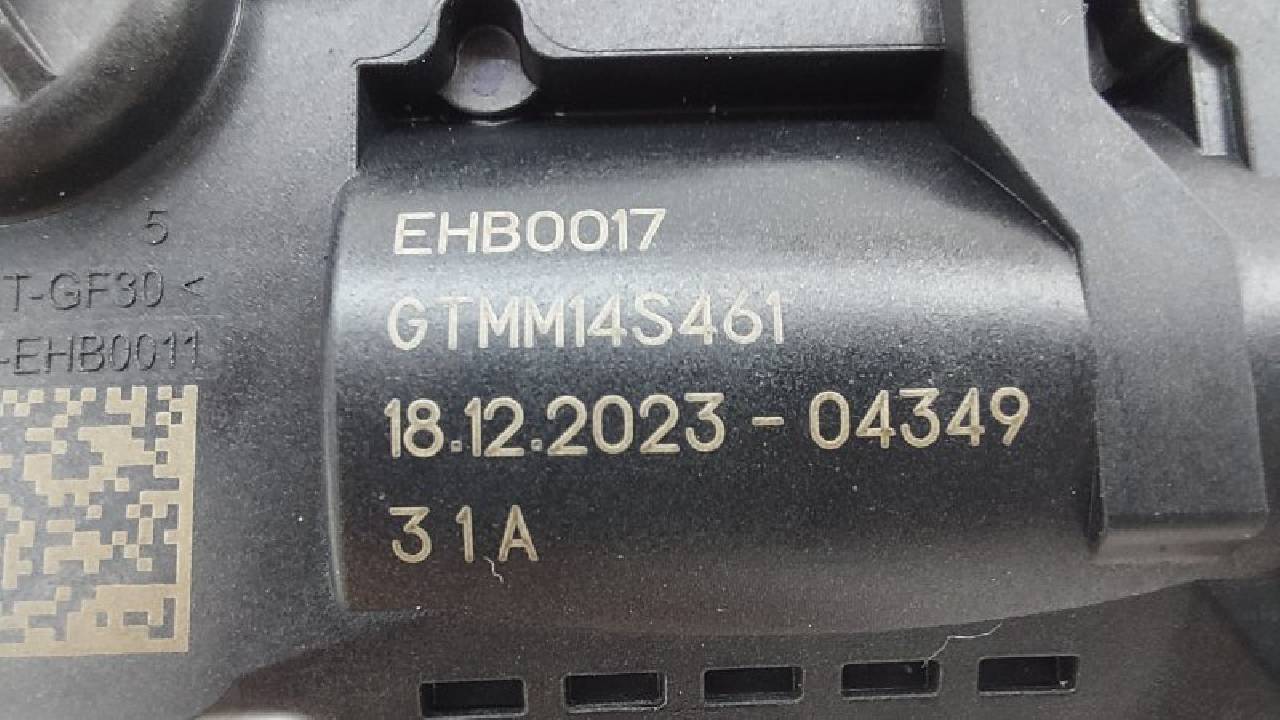 5
T-GF30 <
-EHB0011
EHB0017
GTMM14S461
18.12.2023 - 04349
31A